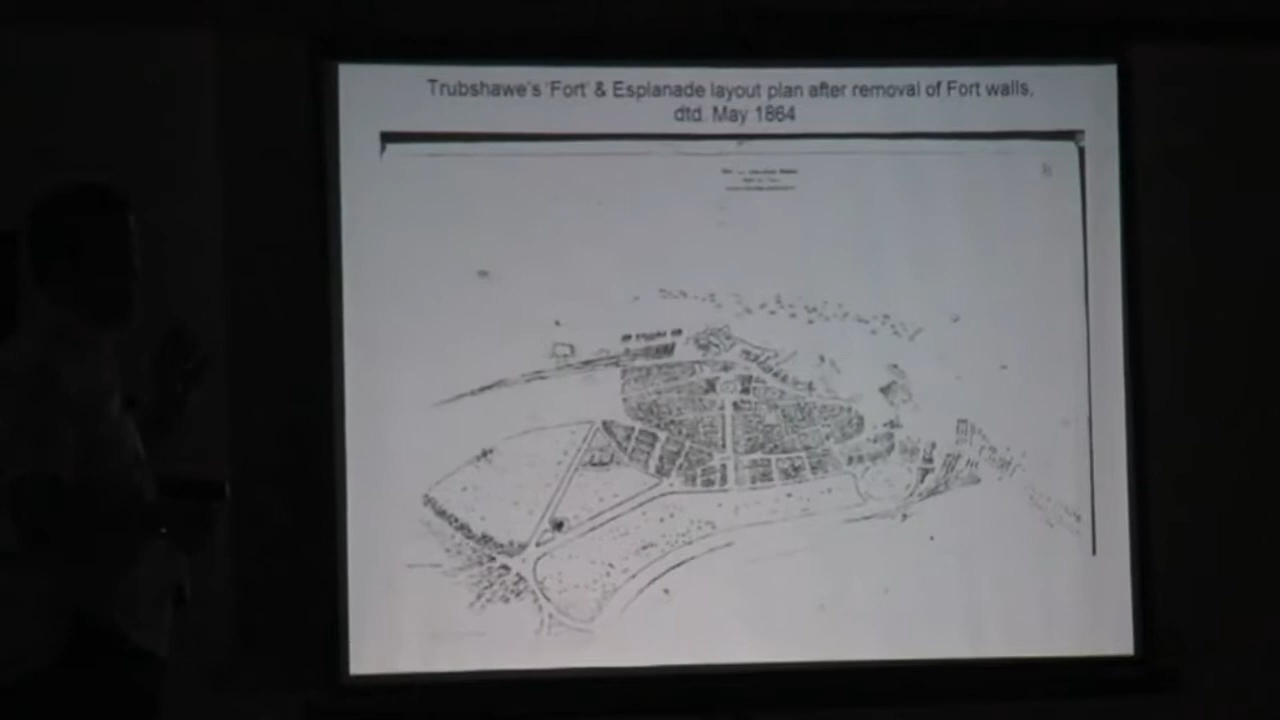 Trubshawe's 'Fort' & Esplanade layout plan after removal of Fort walls,
dtd. May 1864